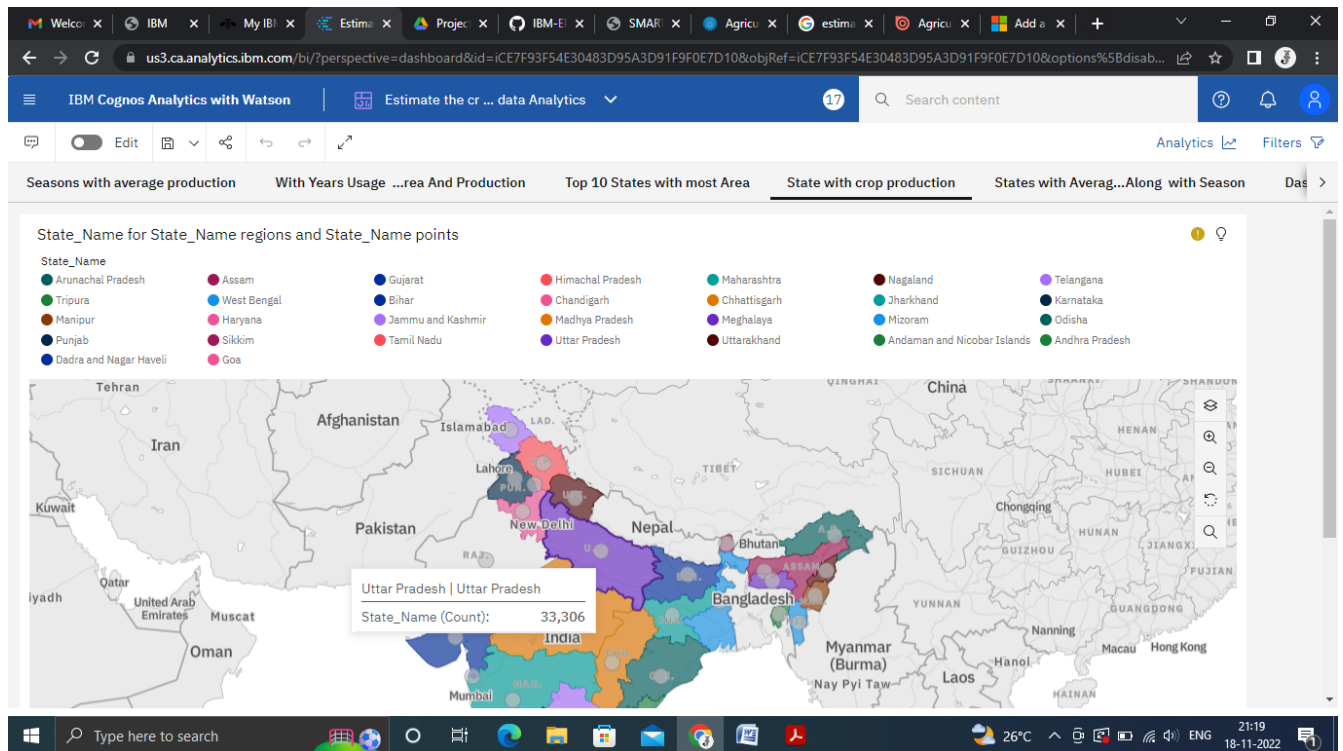 Welco
IBM
My IBM
Estima
Projec
IBM-E
SMAR
Agricu
estima
Agricu
Add a
us3.ca.analytics.ibm.com/bi/?perspective=dashboard&id=iCE7F93F54E30483D95A3D91F9F0E7D10&objRef=iCE7F93F54E30483D95A3D91F9F0E7D10&options%5Bdisab...
IBM Cognos Analytics with Watson
Estimate the cr ... data Analytics
17
Search content
Edit
Analytics
Filters
Seasons with average production
With Years Usage ...rea And Production
Top 10 States with most Area
State with crop production
States with Averag...Along with Season
Das
State_Name for State_Name regions and State_Name points
State_Name
Arunachal Pradesh Assam Gujarat Himachal Pradesh Maharashtra Nagaland Telangana
Tripura West Bengal Bihar Chandigarh Chhattisgarh Jharkhand Karnataka
Manipur Haryana Jammu and Kashmir Madhya Pradesh Meghalaya Mizoram Odisha
Punjab Sikkim Tamil Nadu Uttar Pradesh Uttarakhand Andaman and Nicobar Islands Andhra Pradesh
Dadra and Nagar Haveli Goa
Tehran
QINGHAI
China
SHAANXI
SHANDON
Afghanistan
Islamabad
LAD.
HENAN
Iran
Lahore
H.P.
TIBET
SICHUAN
HUBEI
PUN.
Kuwait
New Delhi
Nepal
Chongqing
Pakistan
Bhutan
A.P.
HUNAN
JIANGXI
RAJ.
U.P.
GUIZHOU
ASSAM
FUJIAN
Qatar
iyadh
United Arab
Emirates
Muscat
Uttar Pradesh | Uttar Pradesh
State_Name (Count): 33,306
Bangladesh
YUNNAN
GUANGDONG
India
Oman
Myanmar
(Burma)
Nanning
Macau
Hong Kong
Hanoi
Nay Pyi Taw
Laos
Mumbai
MAH.
HAINAN
Type here to search
26°C
ENG
21:19
18-11-2022